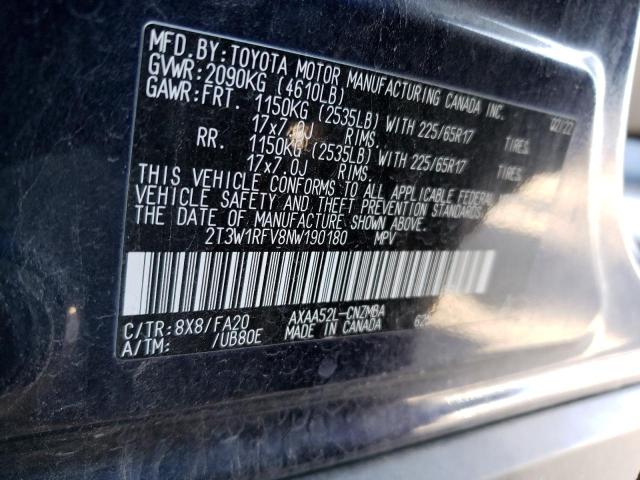 MFD.BY:TOYOTA MOTOR MANUFACTURING CANADA INC.
GVWR:2090KG (4610LB) 02/22
GAWR:FRT. 1150KG (2535LB) WITH 225/65R17 TIRES
17x7.0J RIMS.
RR. 1150KG (2535LB) WITH 225/65R17 TIRES
17x7.0J RIMS.
THIS VEHICLE CONFORMS TO ALL APPLICABLE FEDERAL
VEHICLE SAFETY AND THEFT PREVENTION STANDARDS
THE DATE OF MANUFACTURE SHOWN ABOVE.
2T3W1RFV8NW190180 MPV
C/TR:8X8/FA20 AXAA52L-CNZMBA
A/TM: /UB80E MADE IN CANADA